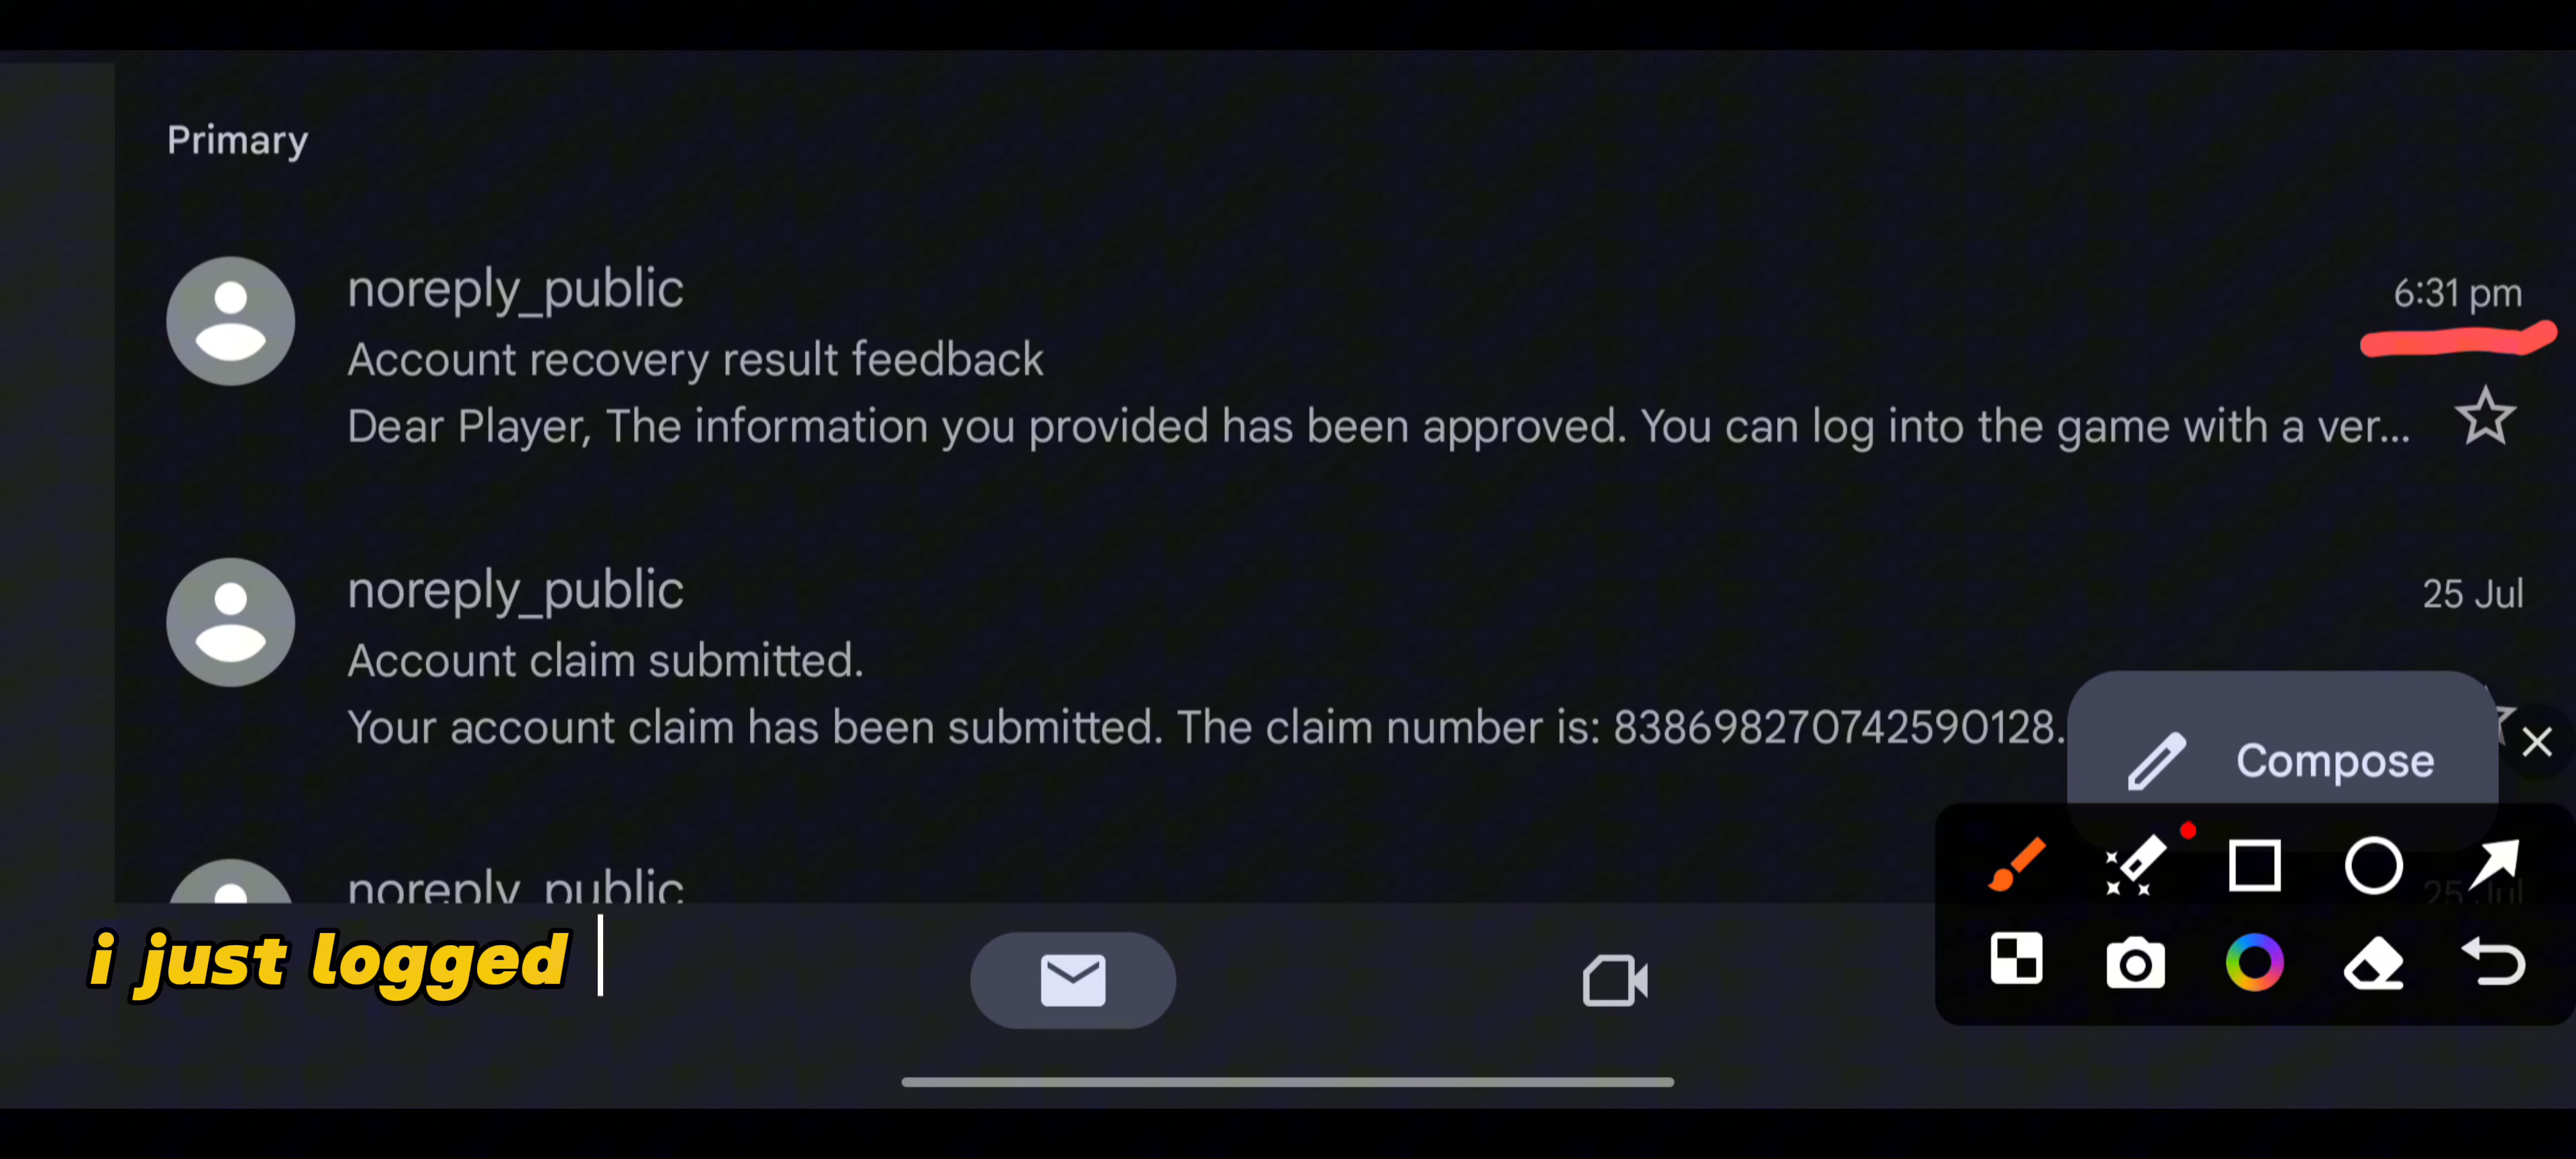 Primary
noreply_public
6:31 pm
Account recovery result feedback
Dear Player, The information you provided has been approved. You can log into the game with a ver...
noreply_public
25 Jul
Account claim submitted.
Your account claim has been submitted. The claim number is: 838698270742590128.
Compose
noreply_public
25 Jul
i just logged